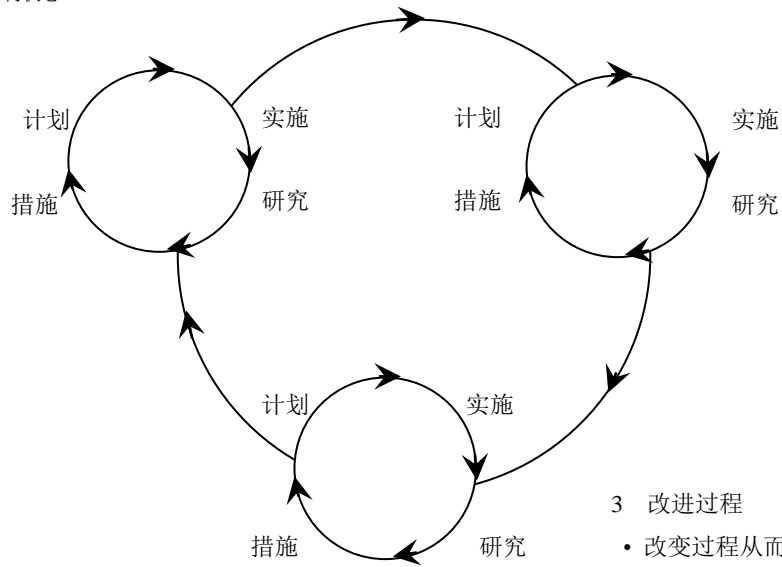 计划 实施 计划 实施
措施 研究 措施 研究
计划 实施
3 改进过程
措施 研究
• 改变过程从而